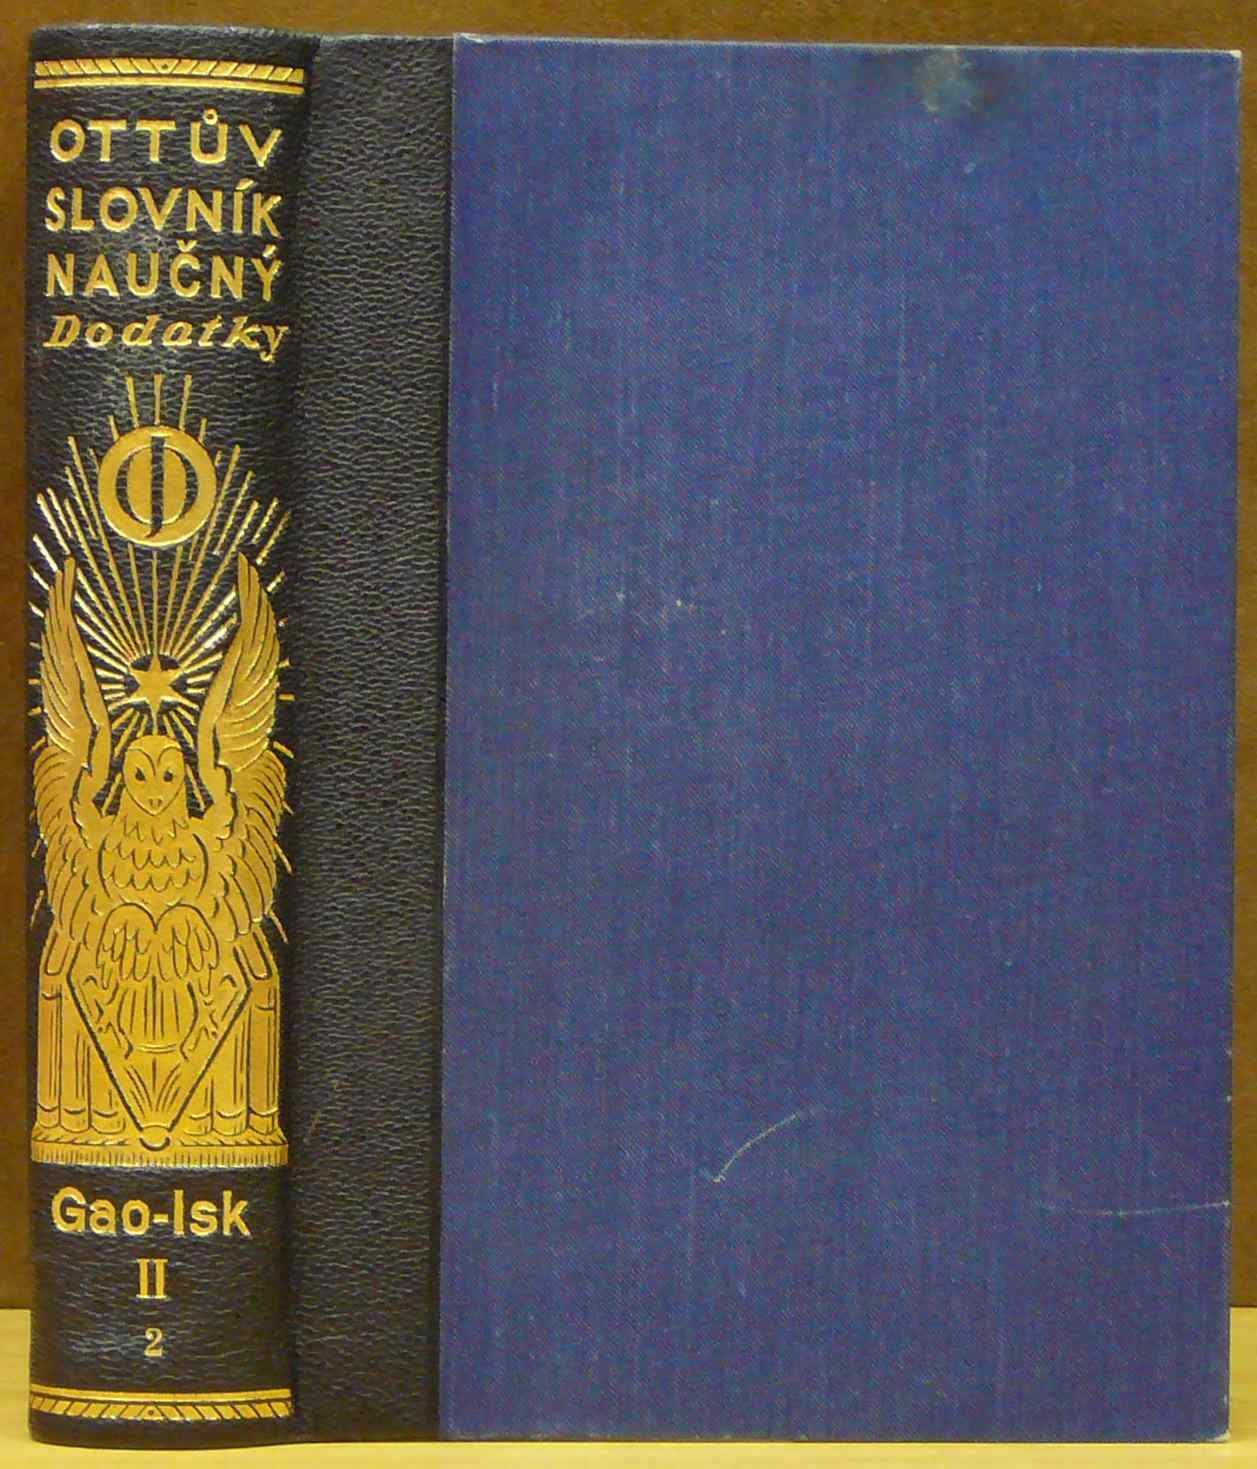 OTTŮV
SLOVNÍK
NAUČNÝ
Dodatky
Gao-Isk
II
2